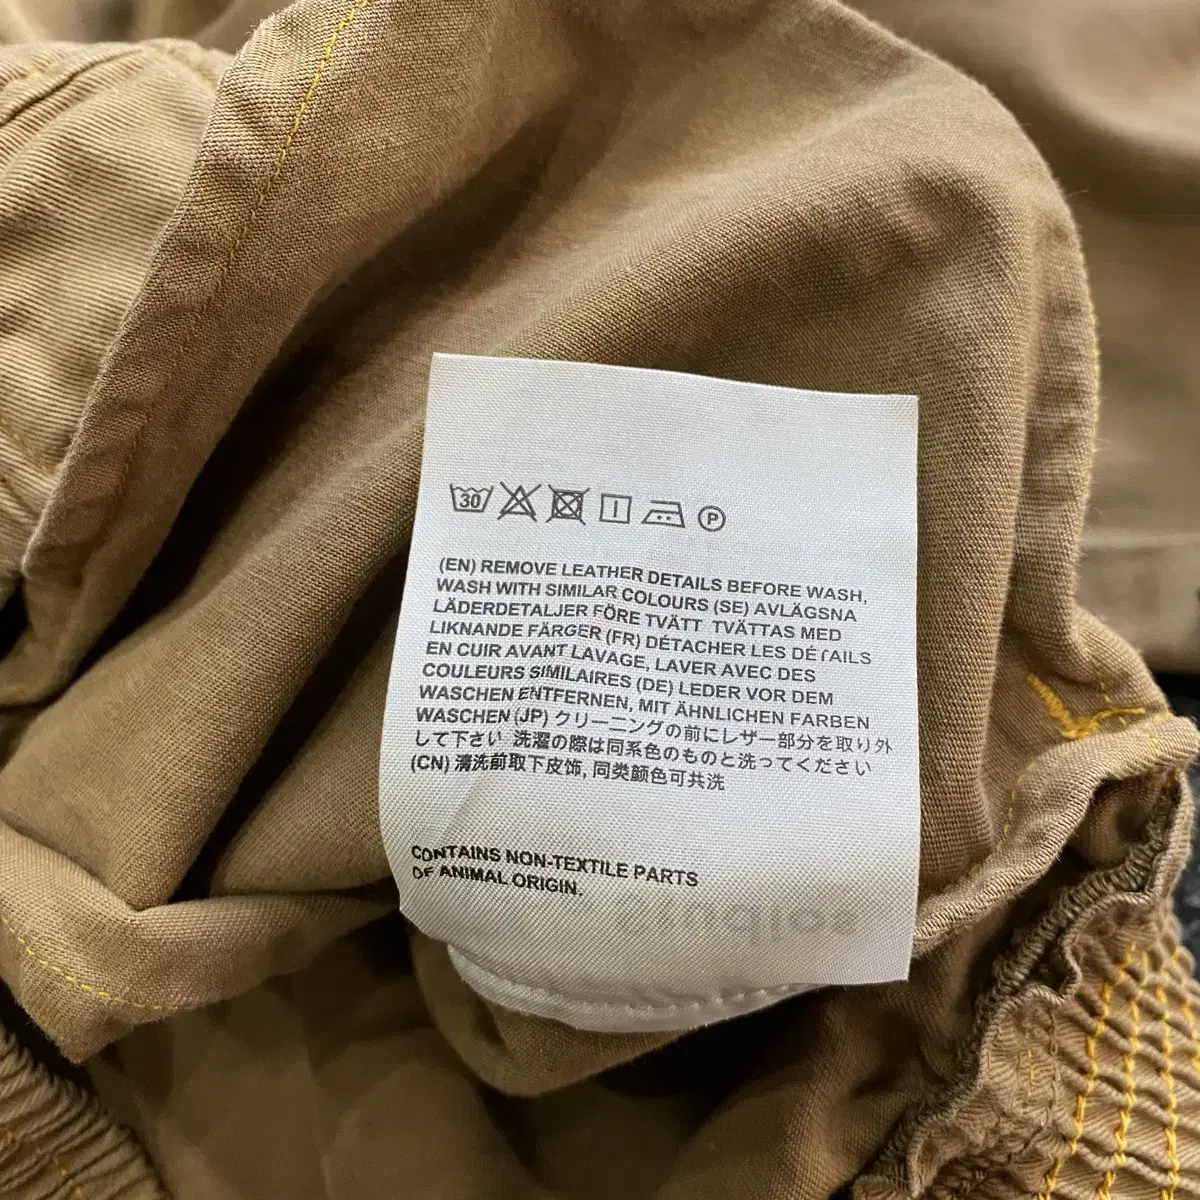 30 P
(EN) REMOVE LEATHER DETAILS BEFORE WASH,
WASH WITH SIMILAR COLOURS (SE) AVLÄGSNA
LÄDERDETALJER FÖRE TVÄTT TVÄTTAS MED
LIKNANDE FÄRGER (FR) DÉTACHER LES DÉTAILS
EN CUIR AVANT LAVAGE, LAVER AVEC DES
COULEURS SIMILAIRES (DE) LEDER VOR DEM
WASCHEN ENTFERNEN, MIT ÄHNLICHEN FARBEN
WASCHEN (JP) クリーニングの前にレザー部分を取り外
して下さい 洗濯の際は同系色のものと洗ってください
(CN) 清洗前取下皮饰, 同类颜色可共洗
CONTAINS NON-TEXTILE PARTS
OF ANIMAL ORIGIN.